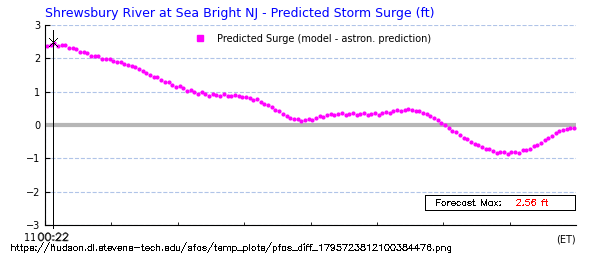 Shrewsbury River at Sea Bright NJ - Predicted Storm Surge (ft)
3
Predicted Surge (model - astron. prediction)
2
1
0
−1
−2
Forecast Max: 2.56 ft
−3
1100:22
(ET)
https://hudson.dl.stevens-tech.edu/sfas/temp_plots/pfas_diff_1795723812100384476.png